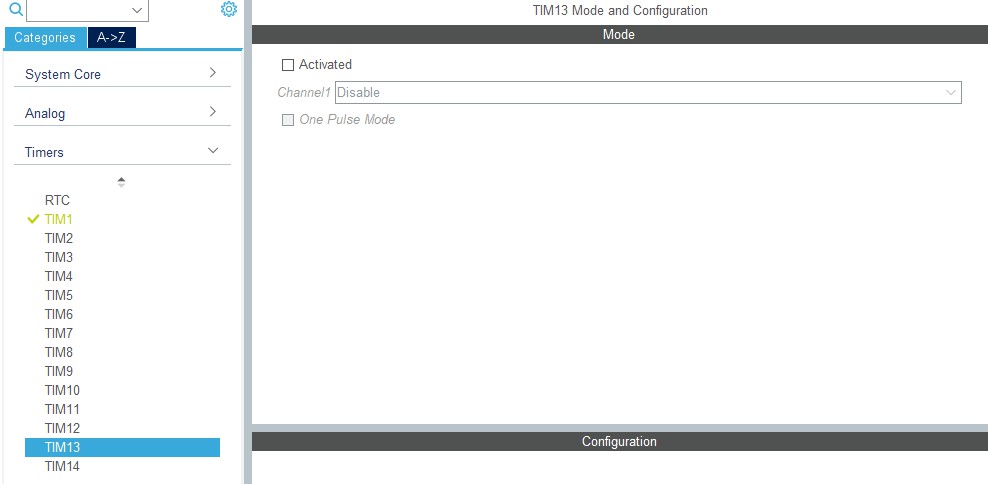 TIM13 Mode and Configuration
Categories
A->Z
Mode
System Core
Activated
Channel1 Disable
Analog
One Pulse Mode
Timers
RTC
TIM1
TIM2
TIM3
TIM4
TIM5
TIM6
TIM7
TIM8
TIM9
TIM10
TIM11
TIM12
TIM13
TIM14
Configuration